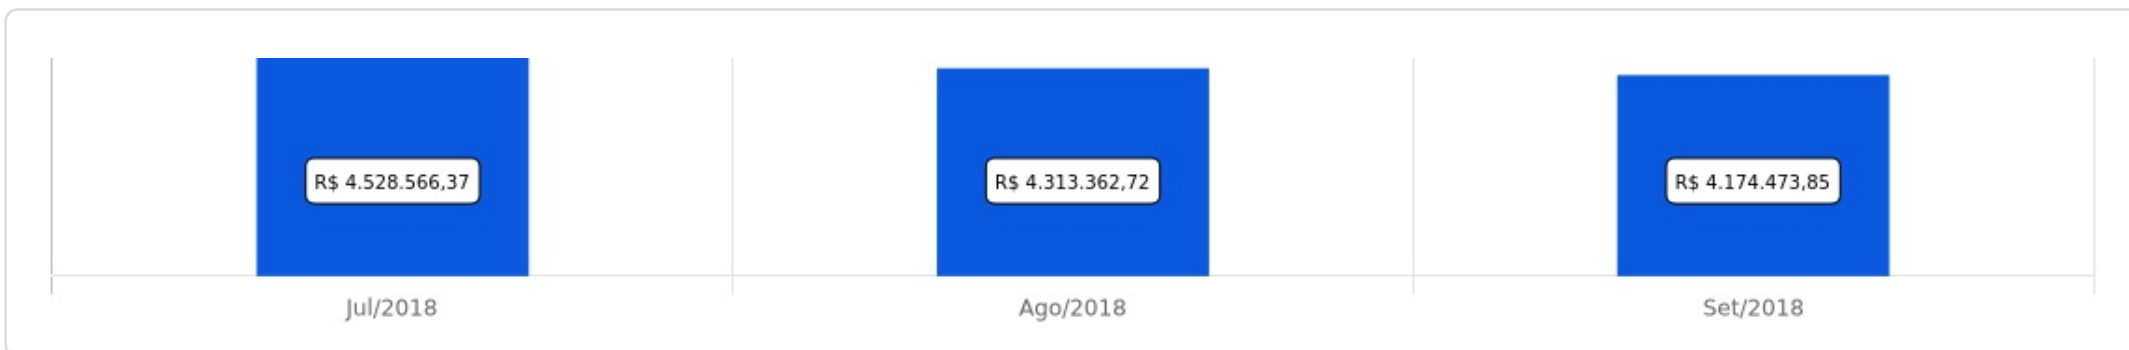 R$ 4.528.566,37
R$ 4.313.362,72
R$ 4.174.473,85
Jul/2018
Ago/2018
Set/2018